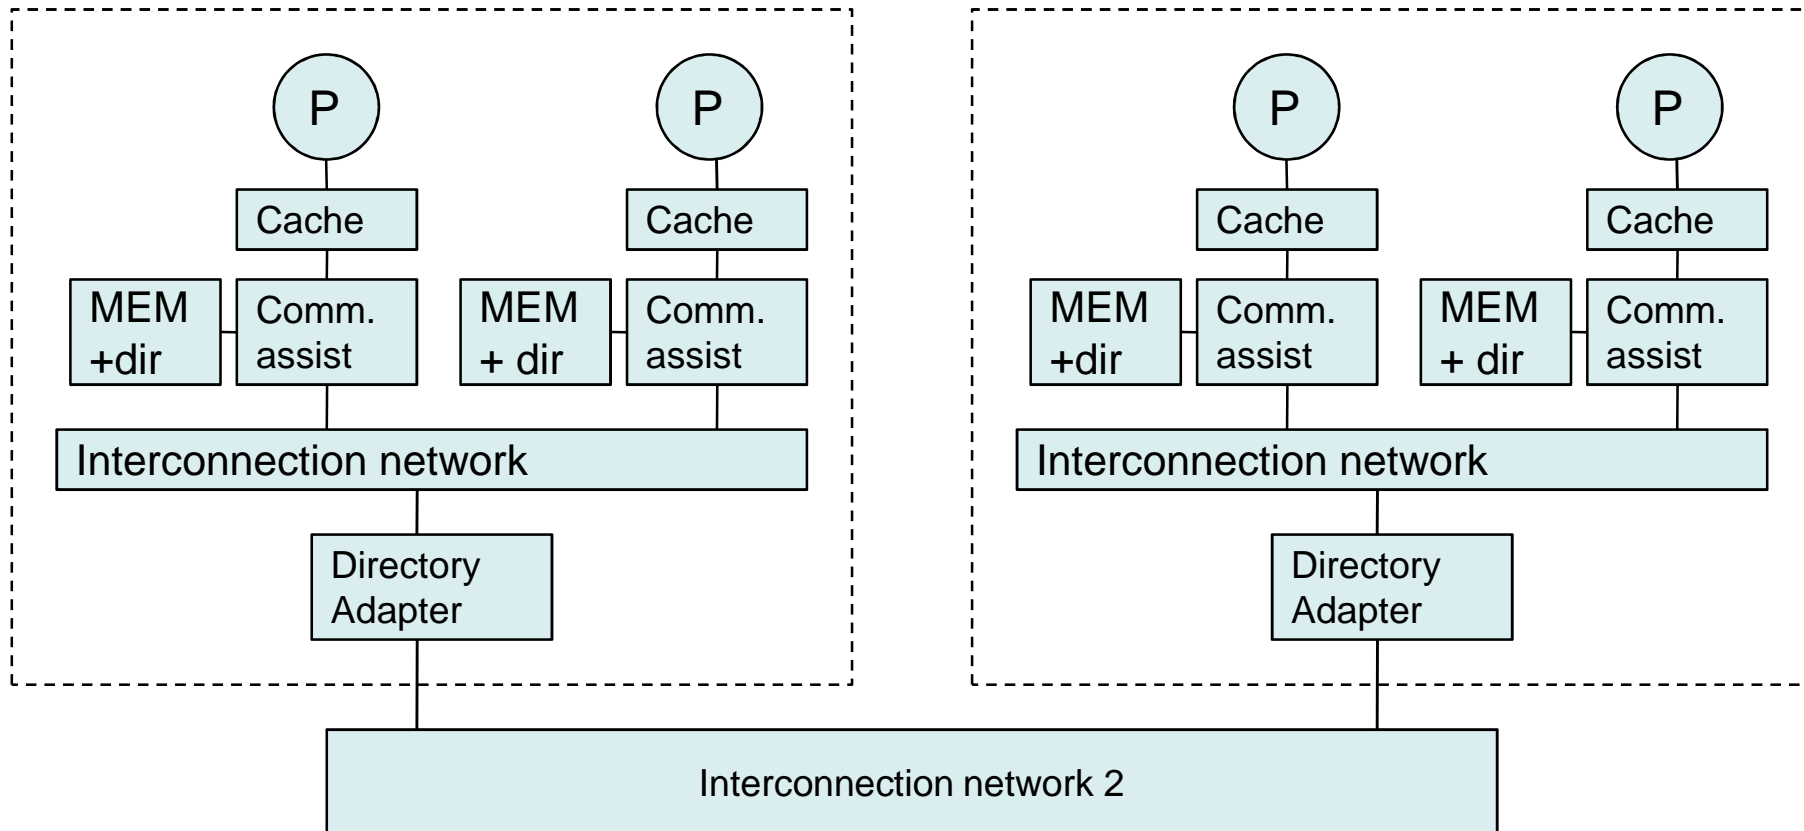 P
P
P
P
Cache
Cache
Cache
Cache
MEM
+dir
Comm.
assist
MEM
+ dir
Comm.
assist
MEM
+dir
Comm.
assist
MEM
+ dir
Comm.
assist
Interconnection network
Interconnection network
Directory
Adapter
Directory
Adapter
Interconnection network 2